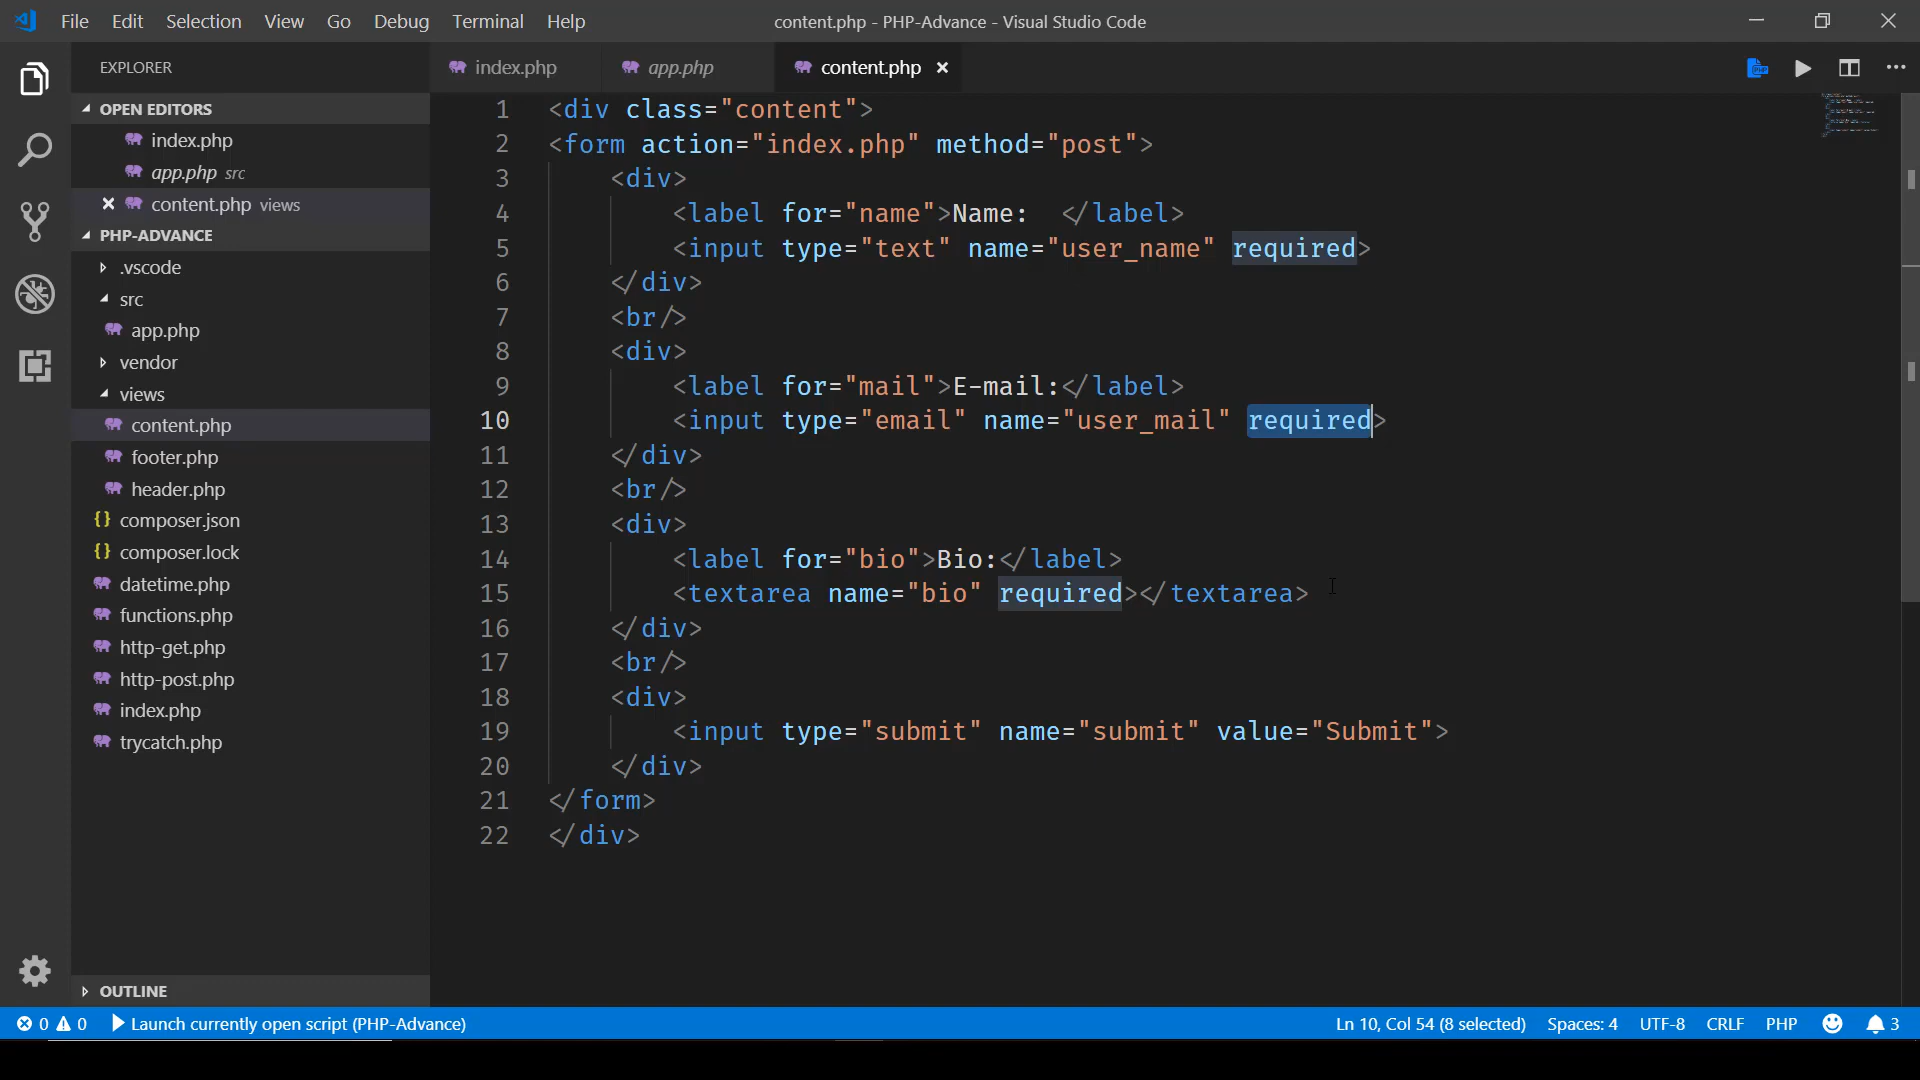 File Edit Selection View Go Debug Terminal Help content.php - PHP-Advance - Visual Studio Code
EXPLORER
OPEN EDITORS
index.php
app.php src
content.php views
PHP-ADVANCE
.vscode
src
app.php
vendor
views
content.php
footer.php
header.php
composer.json
composer.lock
datetime.php
functions.php
http-get.php
http-post.php
index.php
trycatch.php
OUTLINE
index.php app.php content.php
1 <div class="content">
2 <form action="index.php" method="post">
3 <div>
4 <label for="name">Name:  </label>
5 <input type="text" name="user_name" required>
6 </div>
7 <br/>
8 <div>
9 <label for="mail">E-mail:</label>
10 <input type="email" name="user_mail" required>
11 </div>
12 <br/>
13 <div>
14 <label for="bio">Bio:</label>
15 <textarea name="bio" required></textarea>
16 </div>
17 <br/>
18 <div>
19 <input type="submit" name="submit" value="Submit">
20 </div>
21 </form>
22 </div>
0 0 Launch currently open script (PHP-Advance) Ln 10, Col 54 (8 selected) Spaces: 4 UTF-8 CRLF PHP 3